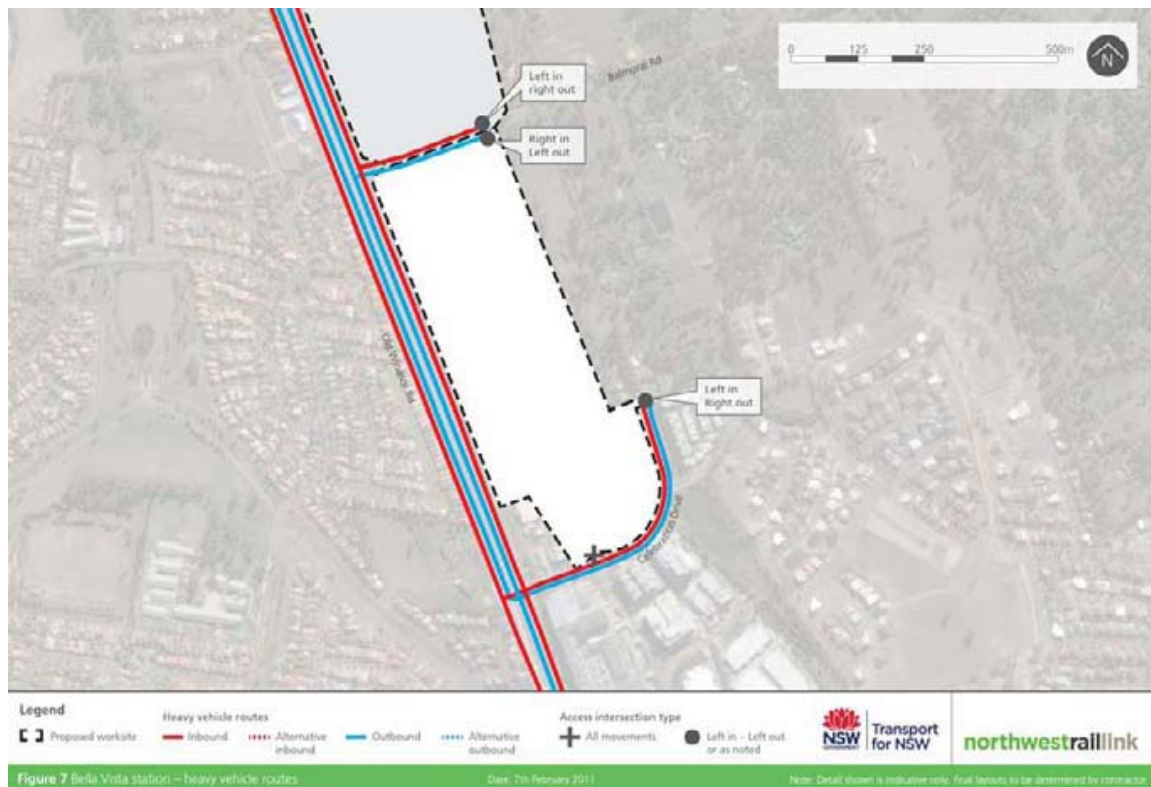 0 125 250 500m
N
Balmoral Rd
Left in
right out
Right in
Left out
Old Windsor Rd
Left in
Right out
Celebration Drive
Legend
Proposed worksite
Heavy vehicle routes
Inbound
Alternative
inbound
Outbound
Alternative
outbound
Access intersection type
All movements
Left in - Left out
or as noted
NSW
GOVERNMENT
Transport
for NSW
northwestraillink
Figure 7 Bella Vista station – heavy vehicle routes
Date: 7th February 2011
Note: Detail shown is indicative only, final layouts to be determined by contractor